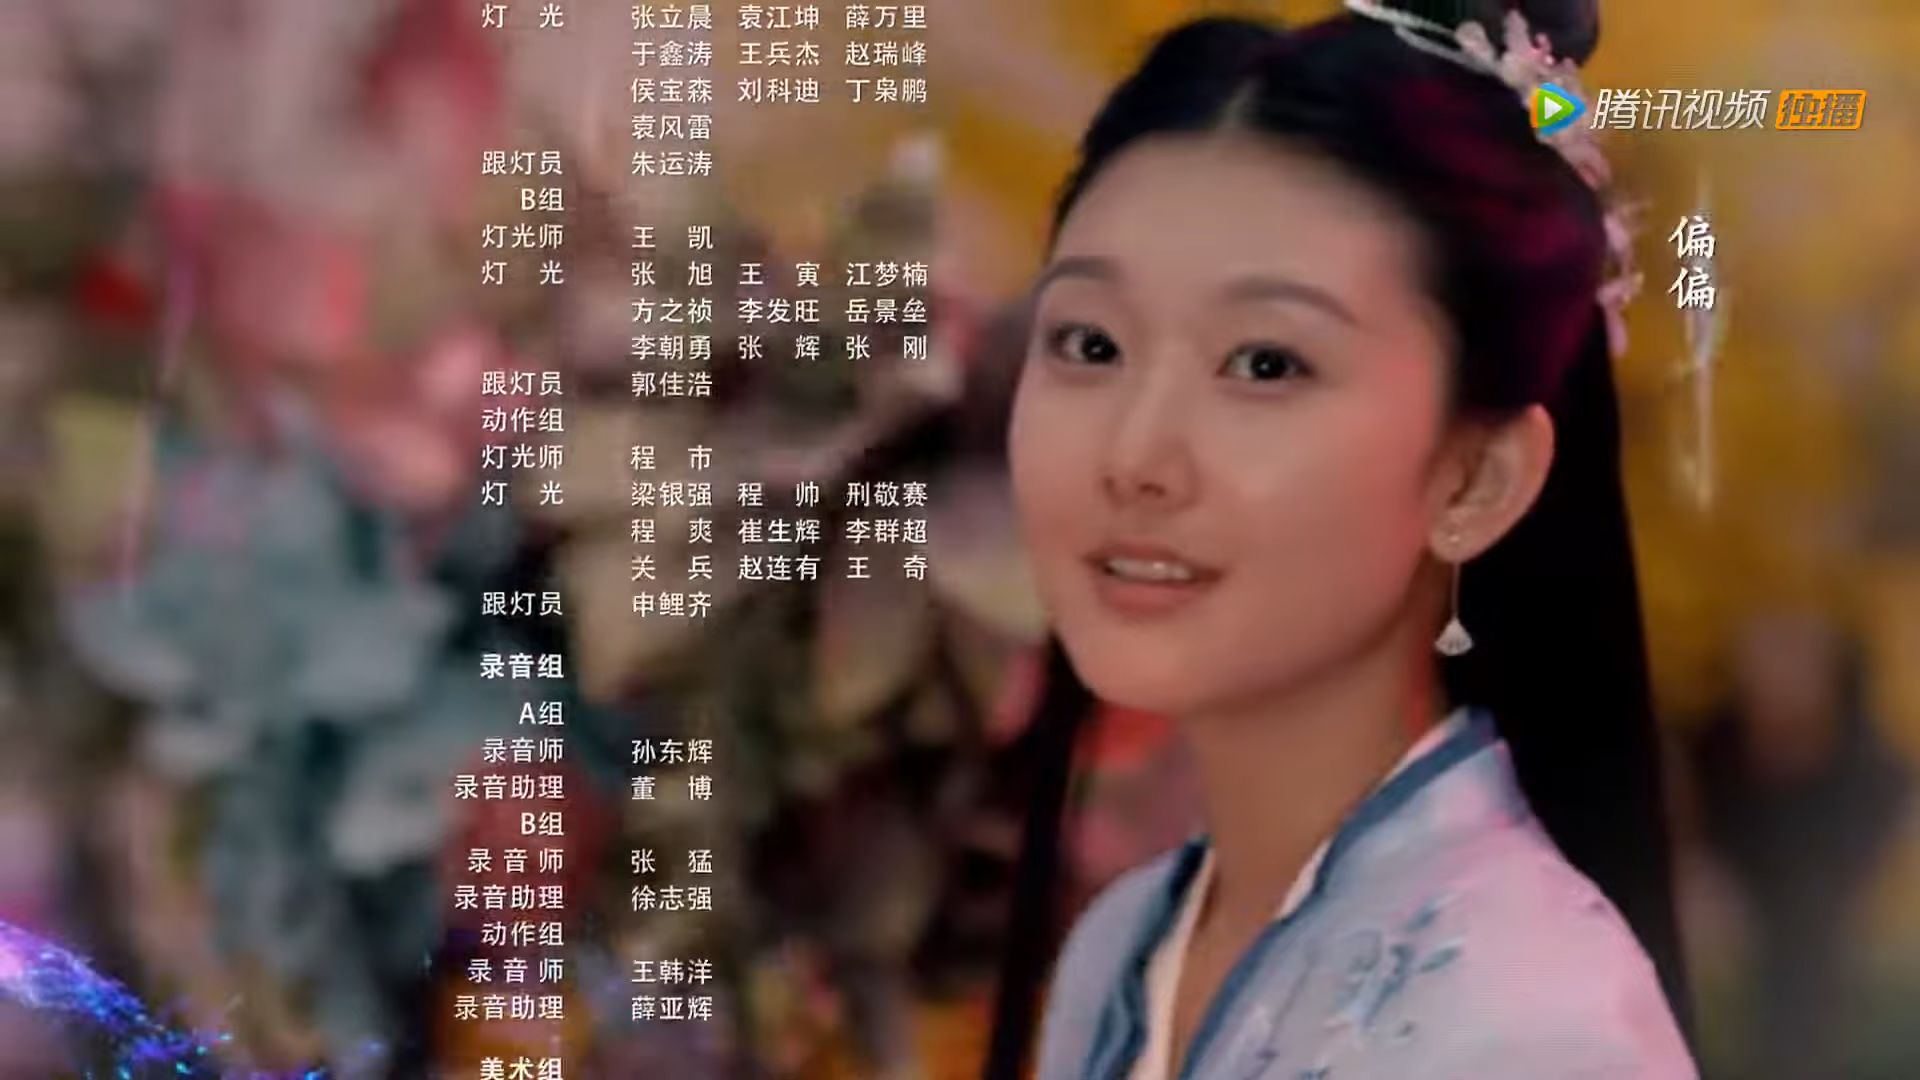 灯 光 张立晨 袁江坤 薛万里
于鑫涛 王兵杰 赵瑞峰
侯宝森 刘科迪 丁枭鹏
袁风雷
跟灯员 朱运涛
B组
灯光师 王 凯
灯 光 张 旭 王 寅 江梦楠
方之祯 李发旺 岳景垒
李朝勇 张 辉 张 刚
跟灯员 郭佳浩
动作组
灯光师 程 市
灯 光 梁银强 程 帅 刑敬赛
程 爽 崔生辉 李群超
关 兵 赵连有 王 奇
跟灯员 申鲤齐
录音组
A组
录音师 孙东辉
录音助理 董 博
B组
录音师 张 猛
录音助理 徐志强
动作组
录音师 王韩洋
录音助理 薛亚辉
美术组
腾讯视频 独播
偏偏